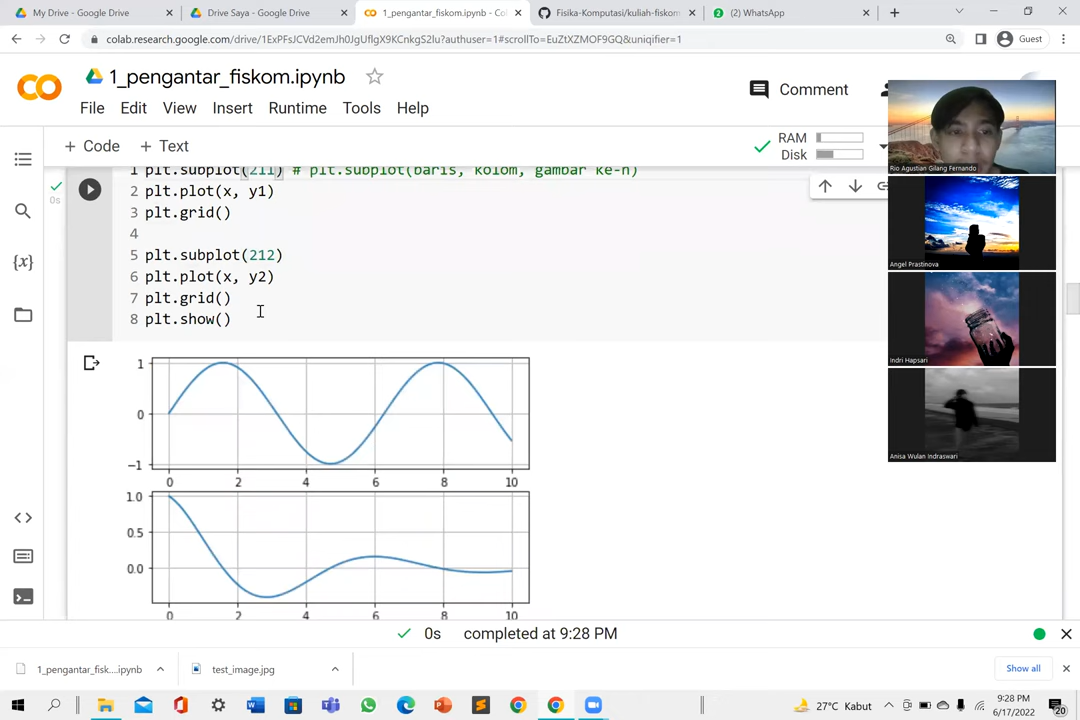 My Drive - Google Drive
Drive Saya - Google Drive
1_pengantar_fiskom.ipynb - Co
Fisika-Komputasi/kuliah-fiskom
(2) WhatsApp
colab.research.google.com/drive/1ExPFsJCVd2emJh0JgUflgX9KCnkgS2lu?authuser=1#scrollTo=EuZtXZMOF9GQ&uniqifier=1
Guest
1_pengantar_fiskom.ipynb
File Edit View Insert Runtime Tools Help
Comment
+ Code + Text
RAM
Disk
1 plt.subplot(211) # plt.subplot(baris, kolom, gambar ke-n)
2 plt.plot(x, y1)
3 plt.grid()
4
5 plt.subplot(212)
6 plt.plot(x, y2)
7 plt.grid()
8 plt.show()
0s
{x}
1
0
−1
0 2 4 6 8 10
1.0
0.5
0.0
0 2 4 6 8 10
Rio Agustian Gilang Fernando
Angel Prastinova
Indri Hapsari
Anisa Wulan Indraswari
0s completed at 9:28 PM
1_pengantar_fisk....ipynb
test_image.jpg
Show all
27°C Kabut
9:28 PM
6/17/2022
20